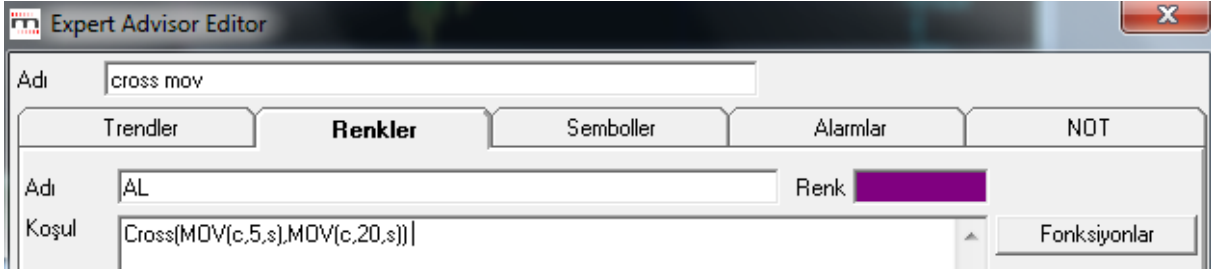 Expert Advisor Editor
Adı cross mov
Trendler Renkler Semboller Alarmlar NOT
Adı AL Renk
Koşul Cross(MOV(c,5,s),MOV(c,20,s)) Fonksiyonlar